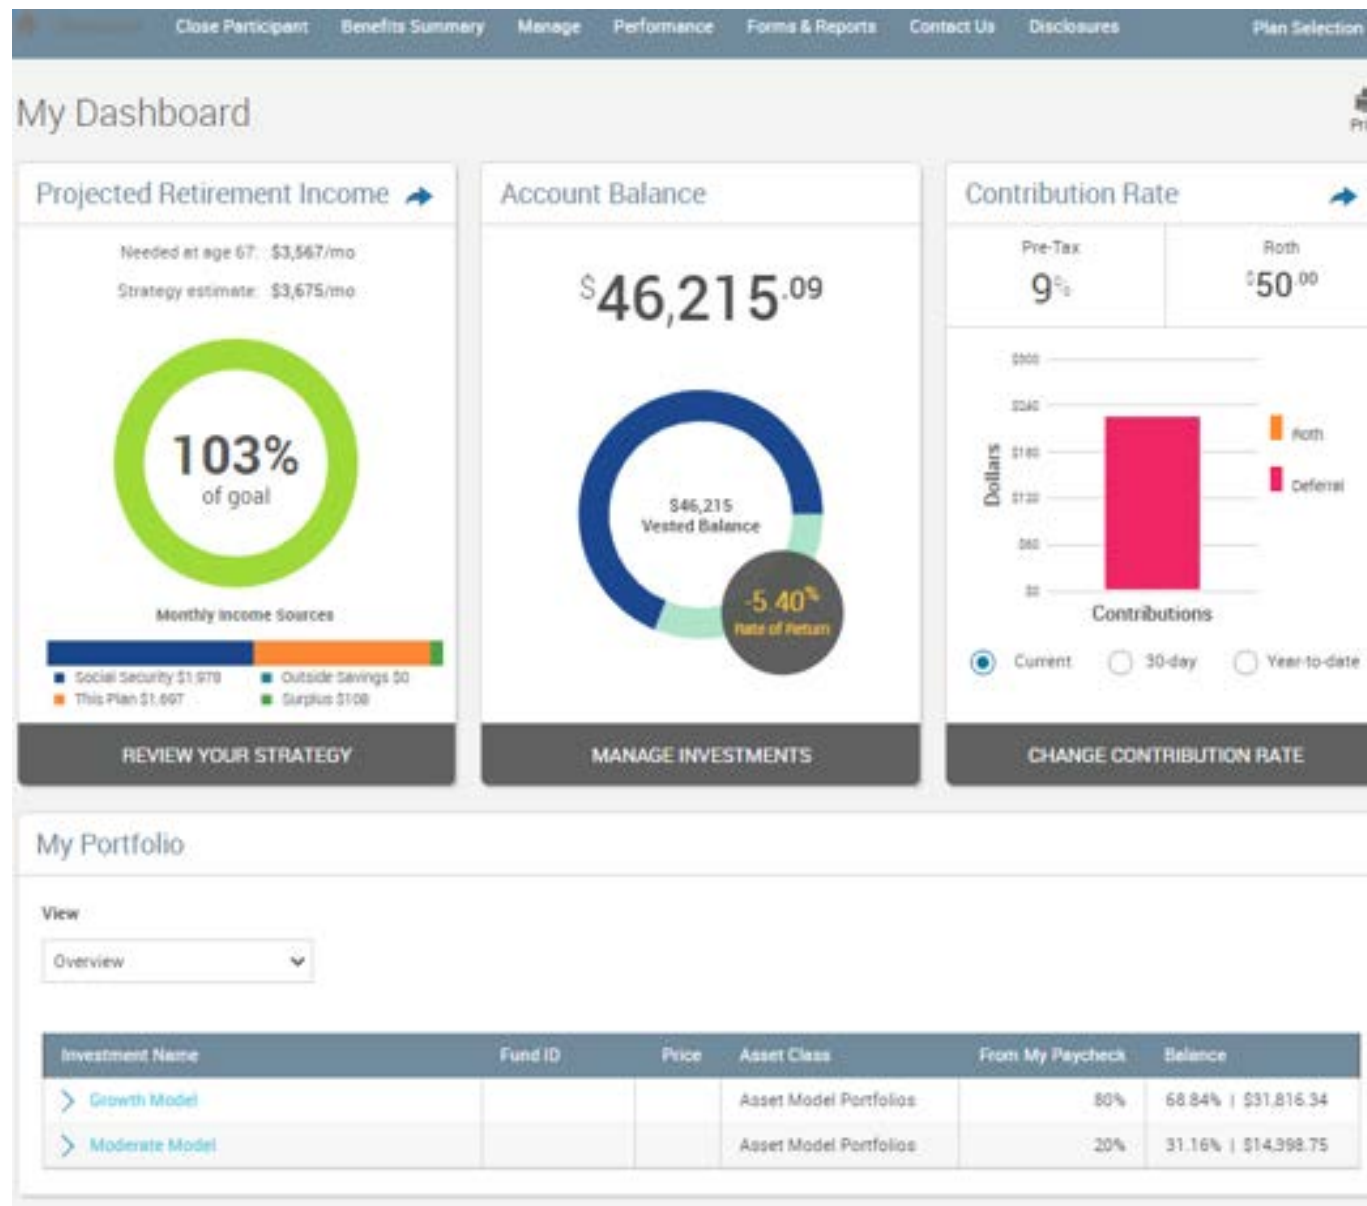 Close Participant Benefits Summary Manage Performance Forms & Reports Contact Us Disclosures Plan Selection
My Dashboard
Projected Retirement Income
Needed at age 67: $3,567/mo
Strategy estimate: $3,675/mo
103%
of goal
Monthly Income Sources
Social Security $1,978 Outside Savings $0
This Plan $1,697 Surplus $108
REVIEW YOUR STRATEGY
Account Balance
$46,215.09
$46,215
Vested Balance
-5.40%
Rate of Return
MANAGE INVESTMENTS
Contribution Rate
Pre-Tax Roth
9% $50.00
$300
$240
$180
$120
$60
$0
Dollars
Roth
Deferral
Contributions
Current 30-day Year-to-date
CHANGE CONTRIBUTION RATE
My Portfolio
View
Overview
Investment Name Fund ID Price Asset Class From My Paycheck Balance
Growth Model Asset Model Portfolios 80% 68.84% | $31,816.34
Moderate Model Asset Model Portfolios 20% 31.16% | $14,398.75